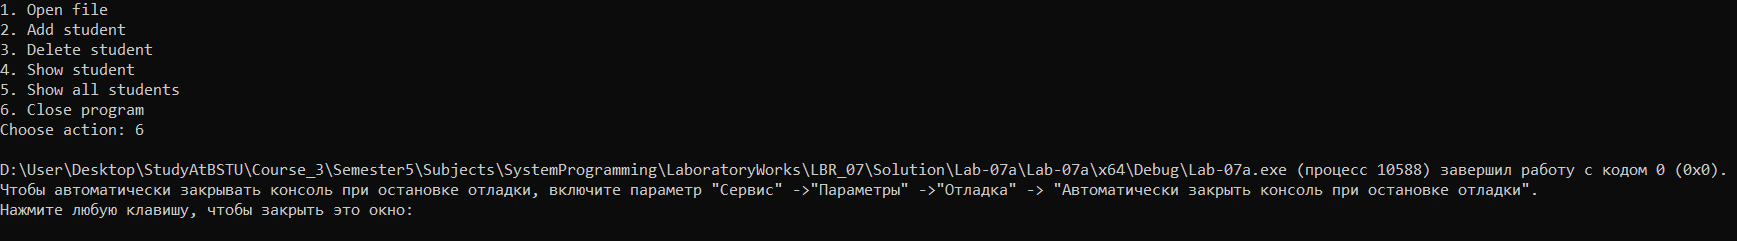 1. Open file
2. Add student
3. Delete student
4. Show student
5. Show all students
6. Close program
Choose action: 6
D:\User\Desktop\StudyAtBSTU\Course_3\Semester5\Subjects\SystemProgramming\LaboratoryWorks\LBR_07\Solution\Lab-07a\Lab-07a\x64\Debug\Lab-07a.exe (процесс 10588) завершил работу с кодом 0 (0x0).
Чтобы автоматически закрывать консоль при остановке отладки, включите параметр "Сервис" ->"Параметры" ->"Отладка" -> "Автоматически закрыть консоль при остановке отладки".
Нажмите любую клавишу, чтобы закрыть это окно: